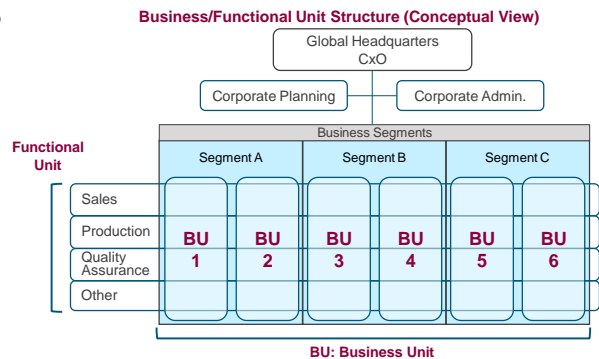 Business/Functional Unit Structure (Conceptual View)
Global Headquarters
CxO
Corporate Planning
Corporate Admin.
Business Segments
Functional
Unit
Segment A
Segment B
Segment C
Sales
Production
Quality
Assurance
Other
BU
1
BU
2
BU
3
BU
4
BU
5
BU
6
BU: Business Unit